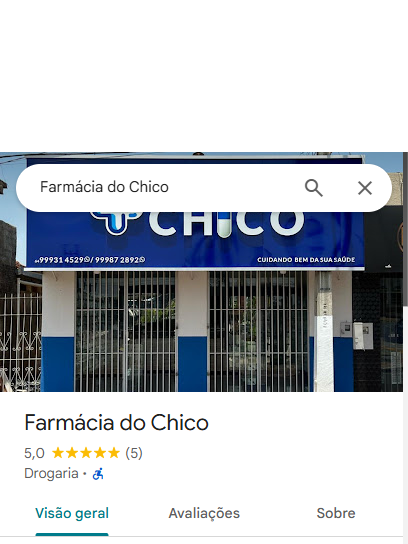 Farmácia do Chico
CHICO
99931 4529 / 99987 2892
CUIDANDO BEM DA SUA SAÚDE
Farmácia do Chico
5,0 (5)
Drogaria ·
Visão geral
Avaliações
Sobre